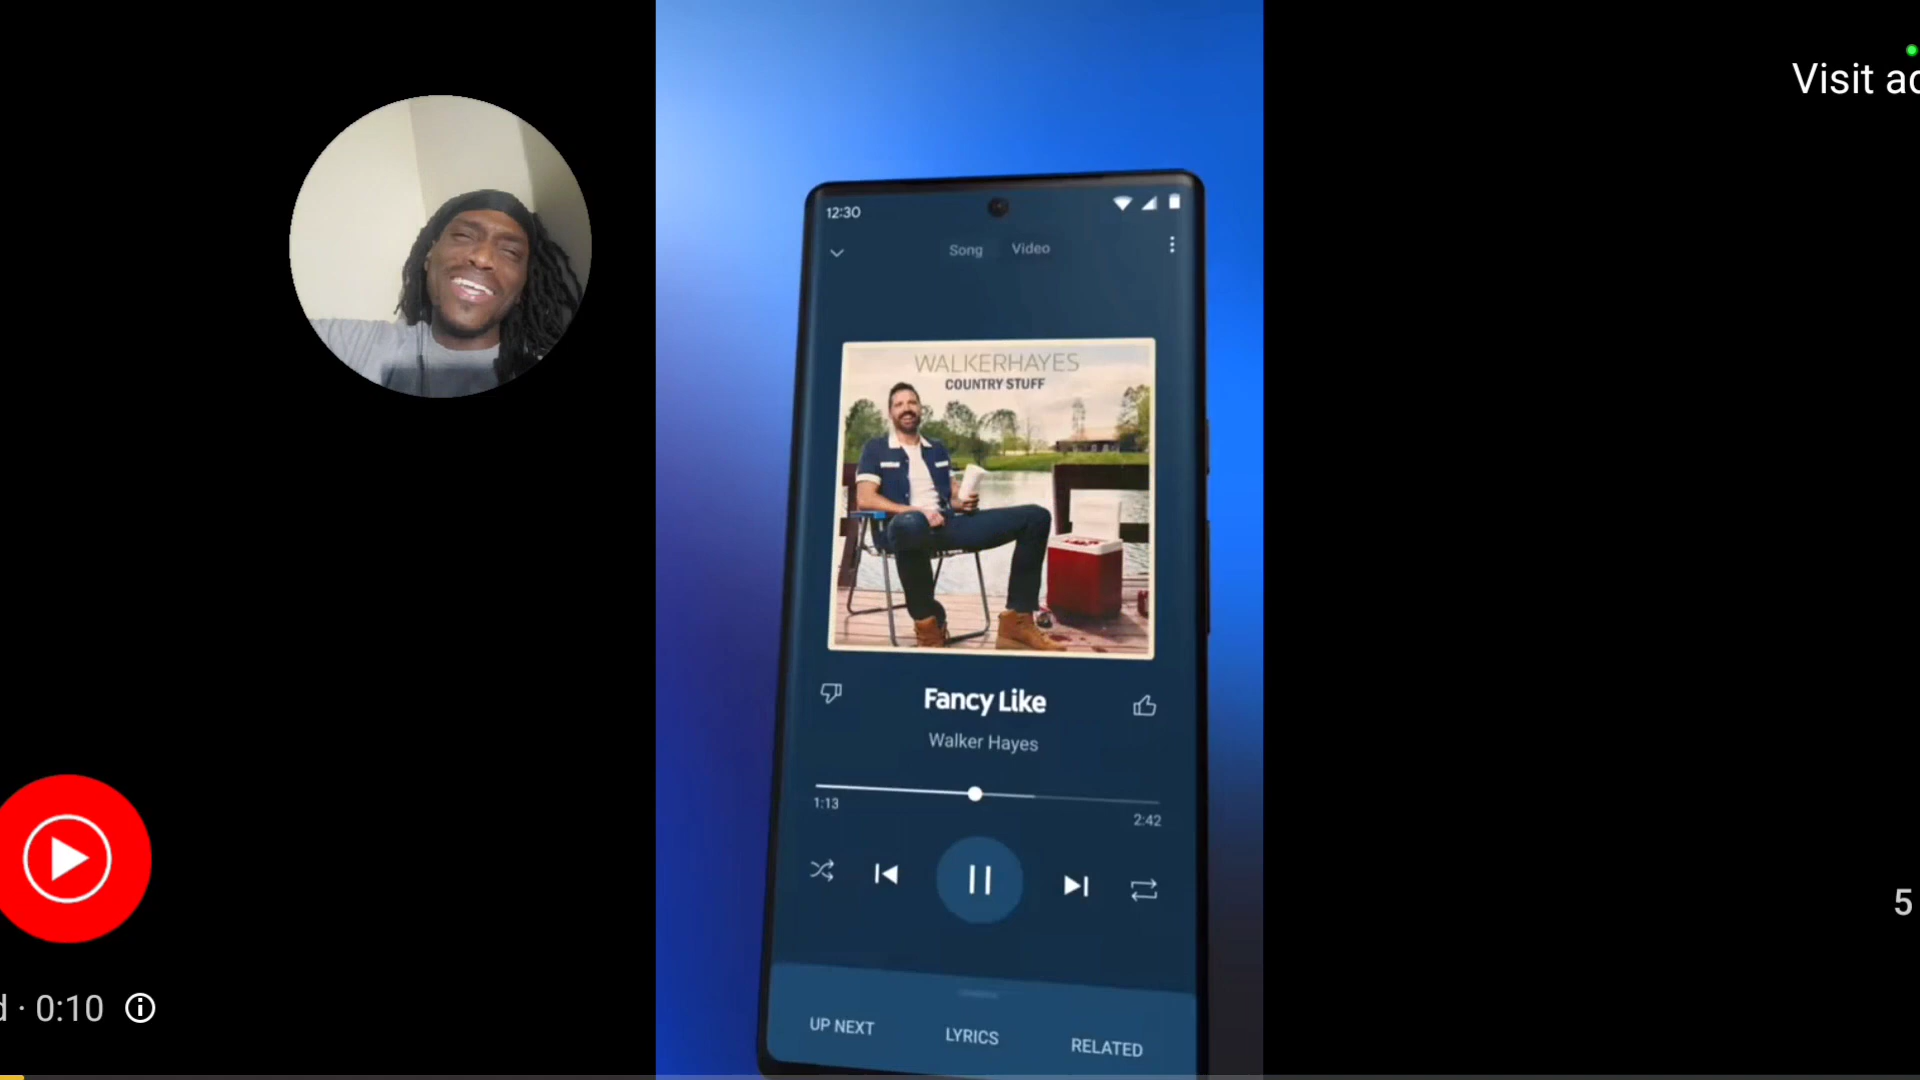 Visit ad
12:30
Song Video
WALKERHAYES
COUNTRY STUFF
Fancy Like
Walker Hayes
1:13
2:42
5
d · 0:10
UP NEXT LYRICS RELATED